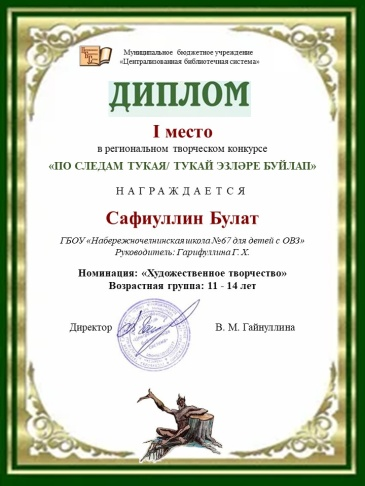 Муниципальное бюджетное учреждение
«Централизованная библиотечная система»
ДИПЛОМ
I место
в региональном творческом конкурсе
«ПО СЛЕДАМ ТУКАЯ/ ТУКАЙ ЭЗЛӘРЕ БУЙЛАП»
НАГРАЖДАЕТСЯ
Сафиуллин Булат
ГБОУ «Набережночелнинская школа №67 для детей с ОВЗ»
Руководитель: Гарифуллина Г. Х.
Номинация: «Художественное творчество»
Возрастная группа: 11 - 14 лет
Директор В. М. Гайнуллина